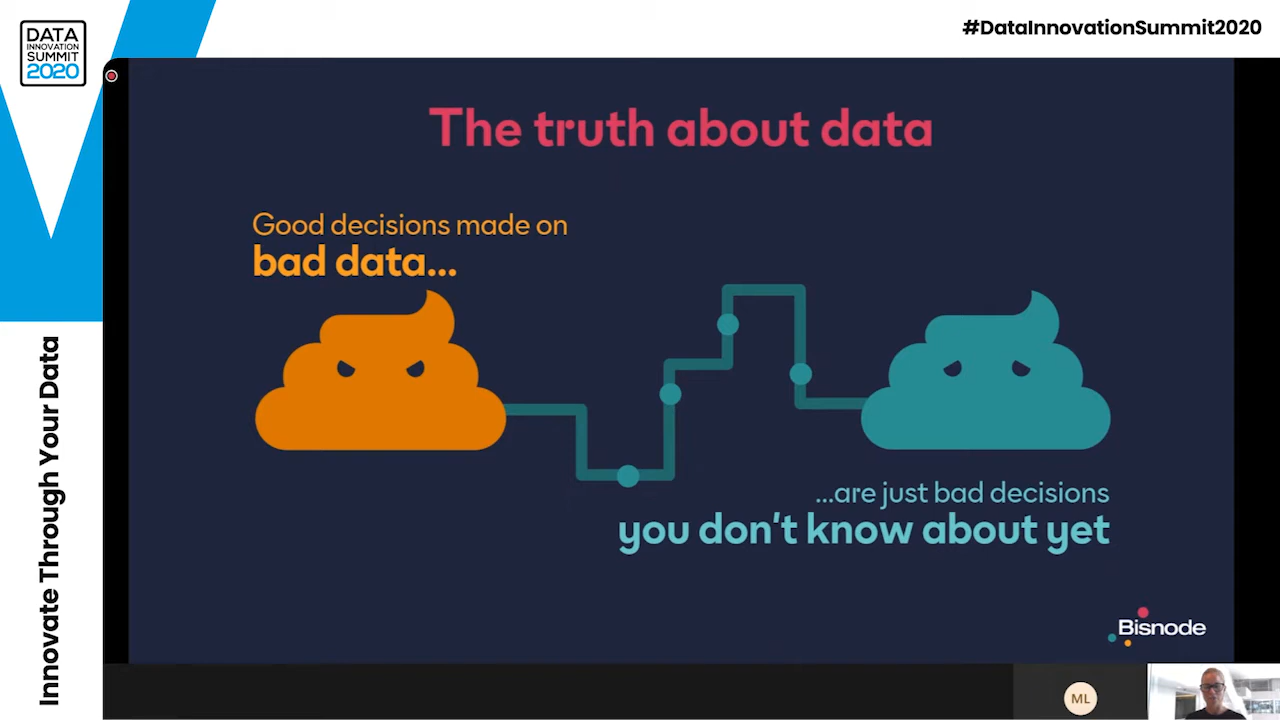 DATA
INNOVATION
SUMMIT
2020
#DataInnovationSummit2020
Innovate Through Your Data
The truth about data
Good decisions made on
bad data...
...are just bad decisions
you don't know about yet
Bisnode
ML